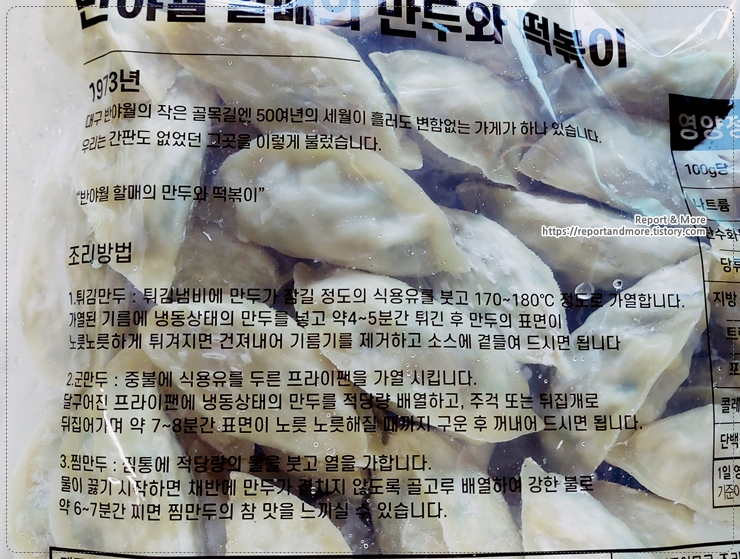 반야월 할매의 만두와 떡볶이
1973년
대구 반야월의 작은 골목길엔 50여년의 세월이 흘러도 변함없는 가게가 하나 있습니다.
우리는 간판도 없었던 그곳을 이렇게 불렀습니다.
"반야월 할매의 만두와 떡볶이"
조리방법
1.튀김만두 : 튀김냄비에 만두가 잠길 정도의 식용유를 붓고 170~180℃ 정도로 가열합니다.
가열된 기름에 냉동상태의 만두를 넣고 약4~5분간 튀긴 후 만두의 표면이
노릇노릇하게 튀겨지면 건져내어 기름기를 제거하고 소스에 곁들여 드시면 됩니다
2.군만두 : 중불에 식용유를 두른 프라이팬을 가열 시킵니다.
달구어진 프라이팬에 냉동상태의 만두를 적당량 배열하고, 주걱 또는 뒤집개로
뒤집어가며 약 7~8분간 표면이 노릇 노릇해질 때까지 구운 후 꺼내어 드시면 됩니다.
3.찜만두 : 찜통에 적당량의 물을 붓고 열을 가합니다.
물이 끓기 시작하면 채반에 만두가 겹치지 않도록 골고루 배열하여 강한 불로
약 6~7분간 찌면 찜만두의 참 맛을 느끼실 수 있습니다.
영양정
100g당
나트륨
탄수화
당류
지방
트
포
콜레
단백
1일 영
기준
Report & More
https://reportandmore.tistory.com